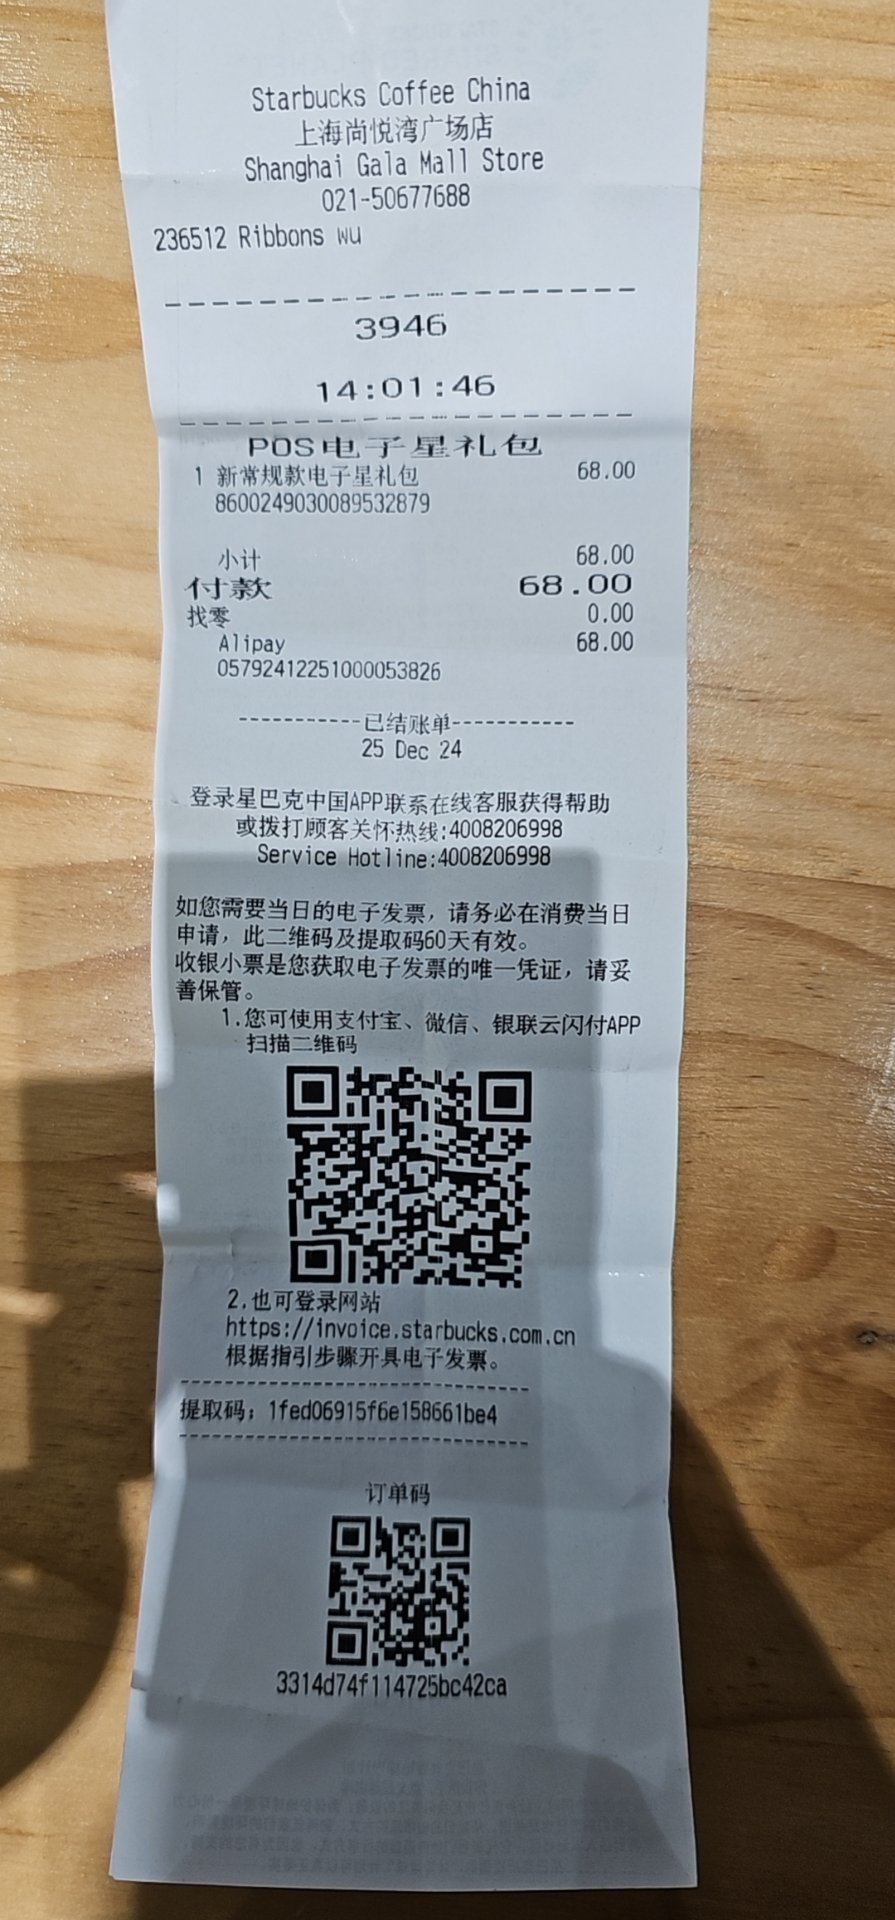 Starbucks Coffee China
上海尚悦湾广场店
Shanghai Gala Mall Store
021-50677688
236512 Ribbons wu
3946
14:01:46
POS电子星礼包
1 新常规款电子星礼包 68.00
8600249030089532879
小计 68.00
付款 68.00
找零 0.00
Alipay 68.00
05792412251000053826
-----------已结账单-----------
25 Dec 24
登录星巴克中国APP联系在线客服获得帮助
或拨打顾客关怀热线:4008206998
Service Hotline:4008206998
如您需要当日的电子发票，请务必在消费当日
申请，此二维码及提取码60天有效。
收银小票是您获取电子发票的唯一凭证，请妥
善保管。
1.您可使用支付宝、微信、银联云闪付APP
扫描二维码
2.也可登录网站
https://invoice.starbucks.com.cn
根据指引步骤开具电子发票。
提取码：1fed06915f6e158661be4
订单码
3314d74f114725bc42ca